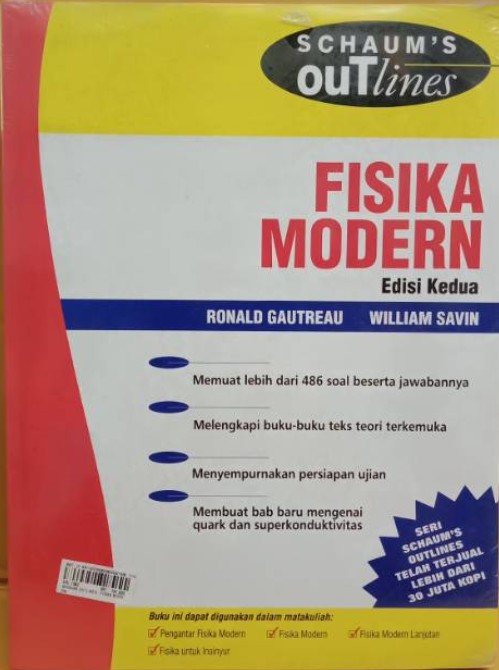 SCHAUM'S
ouTlines
FISIKA
MODERN
Edisi Kedua
RONALD GAUTREAU WILLIAM SAVIN
Memuat lebih dari 486 soal beserta jawabannya
Melengkapi buku-buku teks teori terkemuka
Menyempurnakan persiapan ujian
Membuat bab baru mengenai
quark dan superkonduktivitas
SERI
SCHAUM'S
OUTLINES
TELAH TERJUAL
LEBIH DARI
30 JUTA KOPI
Buku ini dapat digunakan dalam matakuliah:
Pengantar Fisika Modern Fisika Modern Fisika Modern Lanjutan
Fisika untuk Insinyur